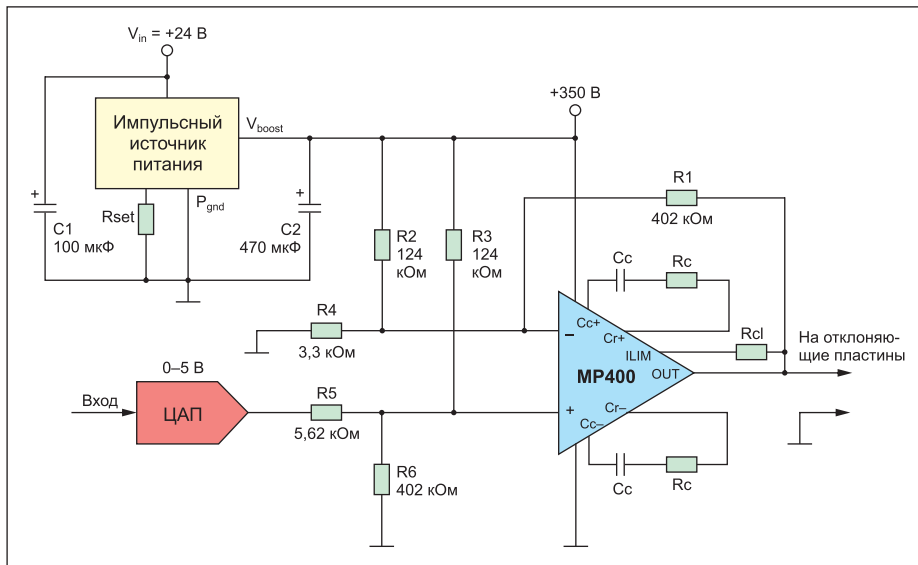 Vin = +24 В
Импульсный
источник
питания
Vboost
Pgnd
Rset
+
C1
100 мкФ
+
C2
470 мкФ
+350 В
R1
402 кОм
R2
124
кОм
R3
124
кОм
Cc
Rc
R4
3,3 кОм
–
Cc+
Cr+
ILIM
Rcl
MP400
OUT
На отклоняю-
щие пластины
0–5 В
Вход
ЦАП
R5
5,62 кОм
+
Cr–
Cc–
R6
402 кОм
Cc
Rc